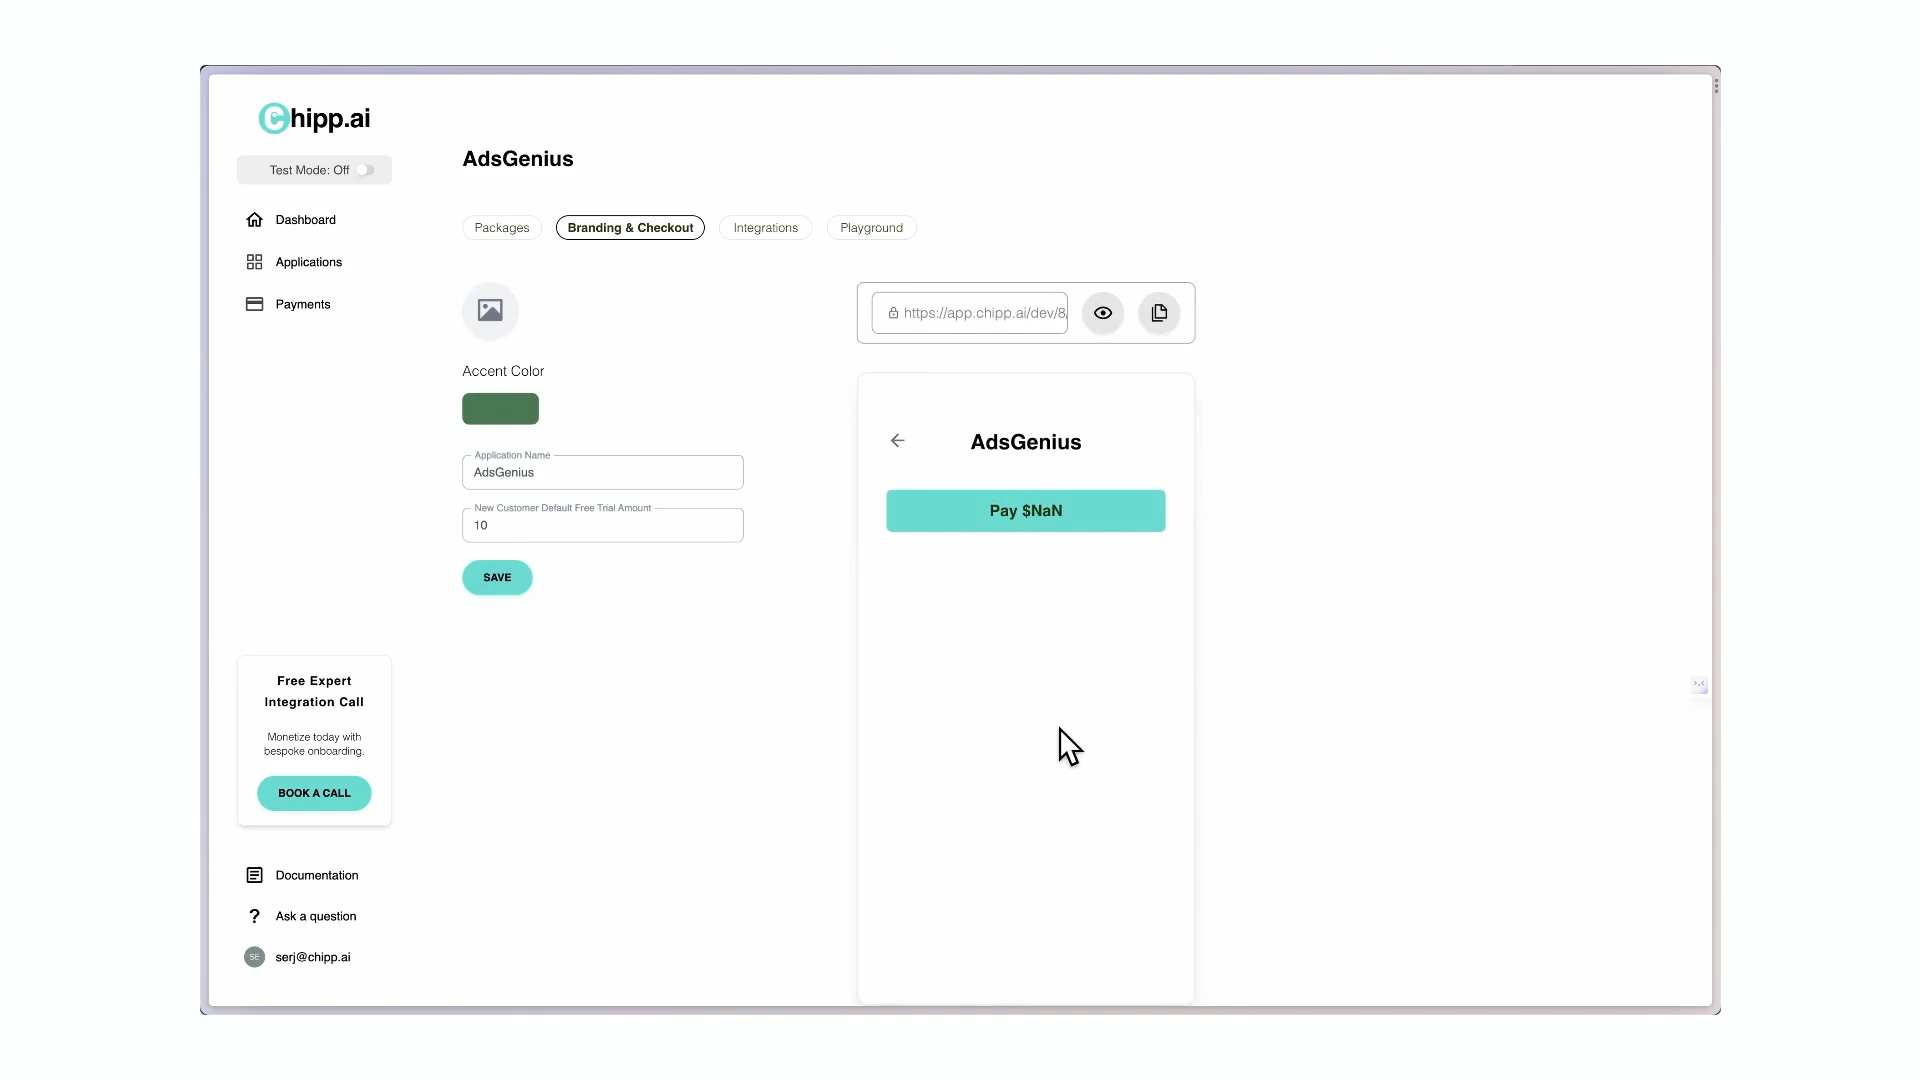 Chipp.ai
Test Mode: Off
Dashboard
Applications
Payments
Free Expert
Integration Call
Monetize today with
bespoke onboarding.
BOOK A CALL
Documentation
? Ask a question
SE serj@chipp.ai
AdsGenius
Packages Branding & Checkout Integrations Playground
Accent Color
Application Name
AdsGenius
New Customer Default Free Trial Amount
10
SAVE
https://app.chipp.ai/dev/8/
AdsGenius
Pay $NaN